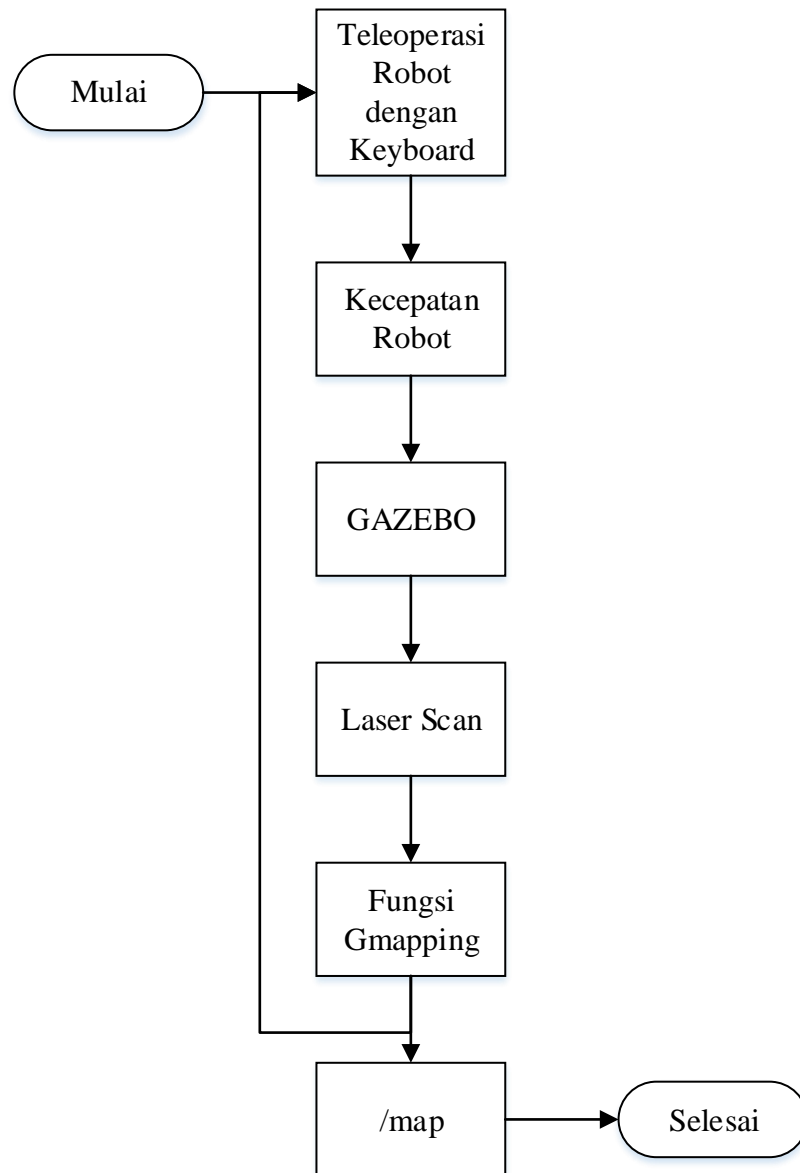 Mulai
Teleoperasi
Robot
dengan
Keyboard
Kecepatan
Robot
GAZEBO
Laser Scan
Fungsi
Gmapping
/map
Selesai